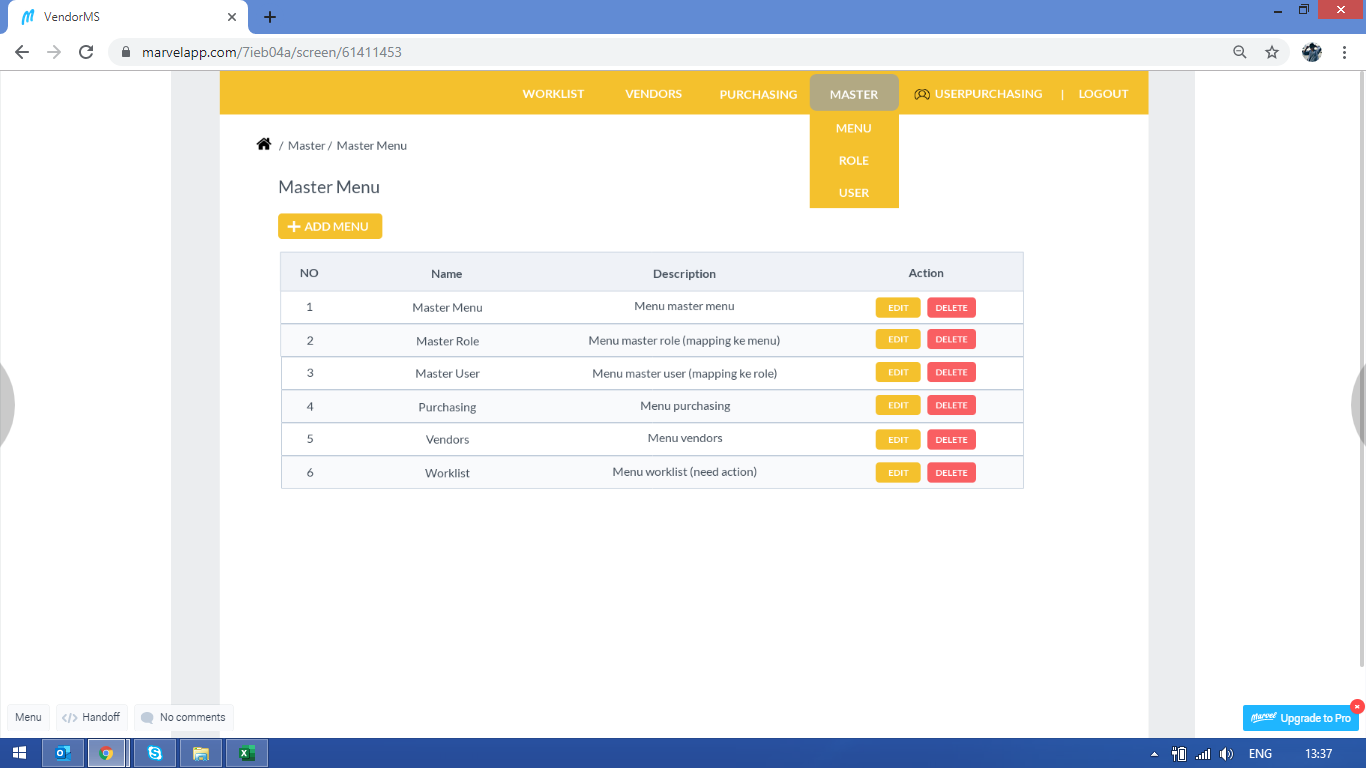 VendorMS
marvelapp.com/7ieb04a/screen/61411453
WORKLIST VENDORS PURCHASING MASTER USERPURCHASING | LOGOUT
MENU
ROLE
USER
/ Master / Master Menu
Master Menu
ADD MENU
NO Name Description Action
1 Master Menu Menu master menu EDIT DELETE
2 Master Role Menu master role (mapping ke menu) EDIT DELETE
3 Master User Menu master user (mapping ke role) EDIT DELETE
4 Purchasing Menu purchasing EDIT DELETE
5 Vendors Menu vendors EDIT DELETE
6 Worklist Menu worklist (need action) EDIT DELETE
Menu </> Handoff No comments
Marvel Upgrade to Pro
ENG 13:37